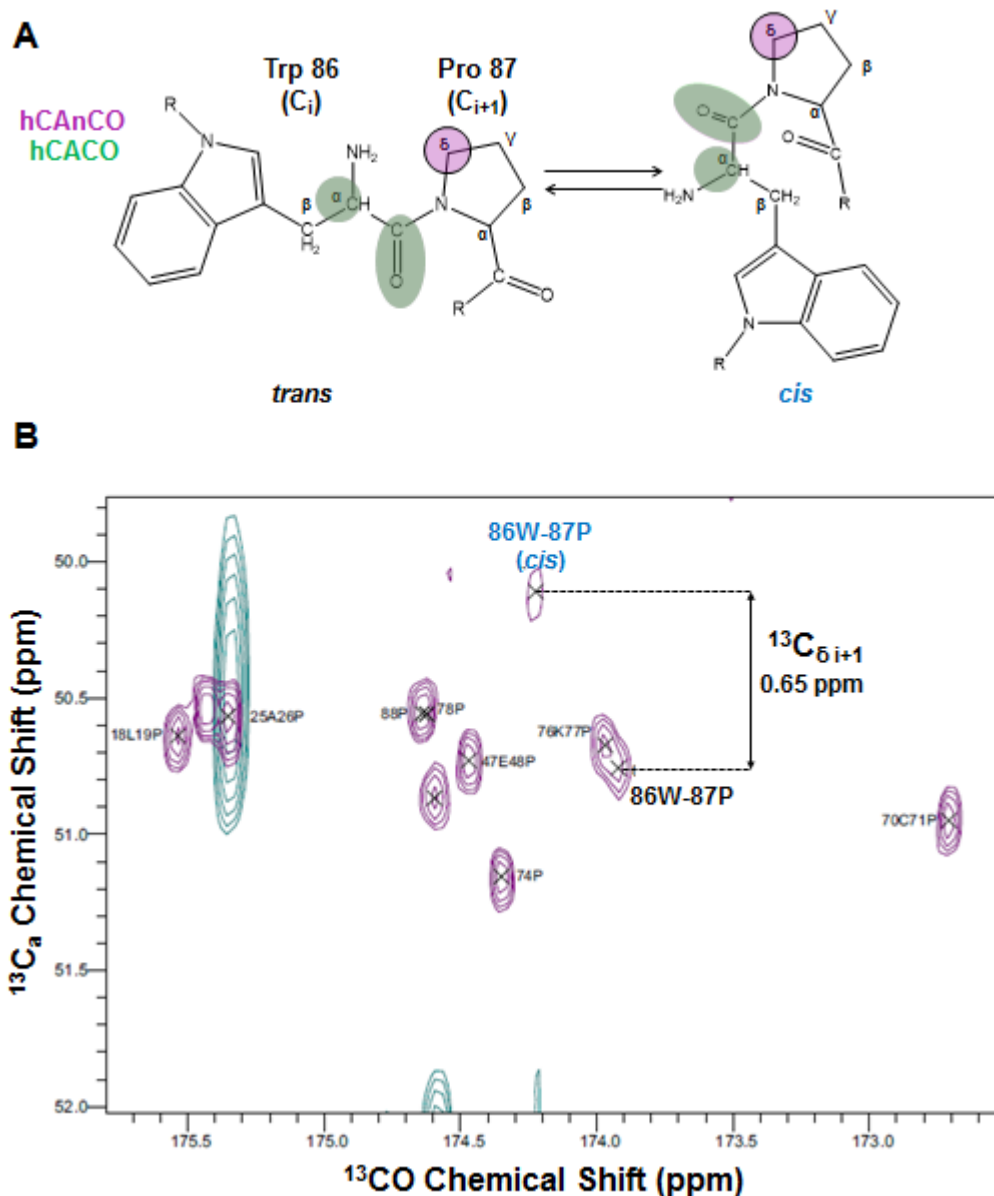 A
Trp 86
(Ci)
Pro 87
(Ci+1)
hCAnCO
hCACO
R
N
NH2
α
CH
β
C
H2
C
O
N
δ
γ
β
α
C
O
R
trans
δ
γ
β
N
α
O
C
O
C
R
α
CH
H2N
β
CH2
N
R
cis
B
86W-87P
(cis)
13Cδ i+1
0.65 ppm
18L19P
25A26P
88P
78P
47E48P
76K77P
86W-87P
70C71P
74P
50.0
50.5
51.0
51.5
52.0
13Ca Chemical Shift (ppm)
175.5 175.0 174.5 174.0 173.5 173.0
13CO Chemical Shift (ppm)